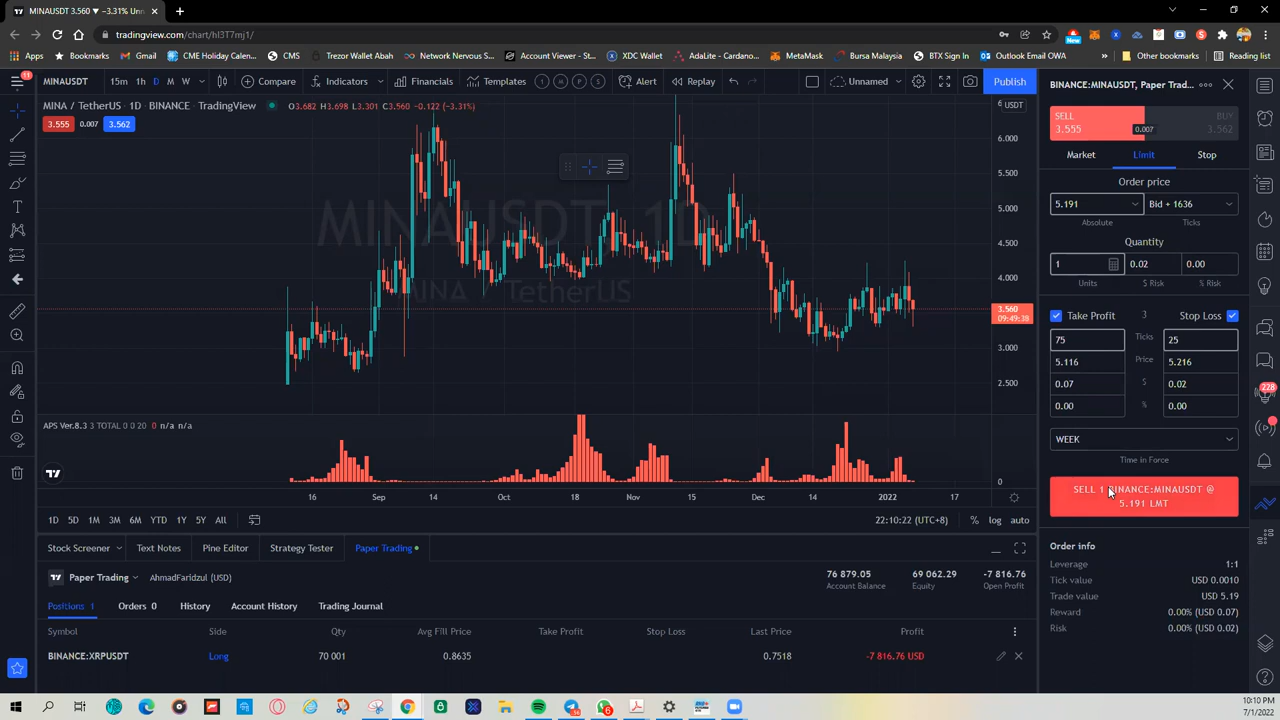 MINAUSDT 3.560 ▼ −3.31% Unn
tradingview.com/chart/hl3T7mj1/
Apps Bookmarks Gmail CME Holiday Calen... CMS Trezor Wallet Abah Network Nervous S... Account Viewer - St... XDC Wallet AdaLite - Cardano... MetaMask Bursa Malaysia BTX Sign In Outlook Email OWA » Other bookmarks Reading list
11 MINAUSDT 15m 1h D M W Compare Indicators Financials Templates 1 M P S Alert Replay Unnamed Publish
MINA / TetherUS · 1D · BINANCE · TradingView O3.682 H3.698 L3.301 C3.560 −0.122 (−3.31%)
3.555 0.007 3.562
USDT
6.000
5.500
5.000
4.500
4.000
3.560
09:49:38
3.000
2.500
MINAUSDT, 1D
MINA / TetherUS
APS Ver.8.3 3 TOTAL 0 0 20 0 n/a n/a
0
16 Sep 14 Oct 18 Nov 15 Dec 14 2022 17
1D 5D 1M 3M 6M YTD 1Y 5Y All 22:10:22 (UTC+8) % log auto
Stock Screener Text Notes Pine Editor Strategy Tester Paper Trading
Paper Trading AhmadFaridzul (USD)
76 879.05 69 062.29 -7 816.76
Account Balance Equity Open Profit
Positions 1 Orders 0 History Account History Trading Journal
Symbol Side Qty Avg Fill Price Take Profit Stop Loss Last Price Profit
BINANCE:XRPUSDT Long 70 001 0.8635 0.7518 -7 816.76 USD
BINANCE:MINAUSDT, Paper Trad...
SELL BUY
3.555 0.007 3.562
Market Limit Stop
Order price
5.191 Bid + 1636
Absolute Ticks
Quantity
1 0.02 0.00
Units $ Risk % Risk
Take Profit 3 Stop Loss
75 Ticks 25
5.116 Price 5.216
0.07 $ 0.02
0.00 % 0.00
WEEK
Time in Force
SELL 1 BINANCE:MINAUSDT @
5.191 LMT
Order info
Leverage 1:1
Tick value USD 0.0010
Trade value USD 5.19
Reward 0.00% (USD 0.07)
Risk 0.00% (USD 0.02)
New
228
6
10:10 PM
7/1/2022